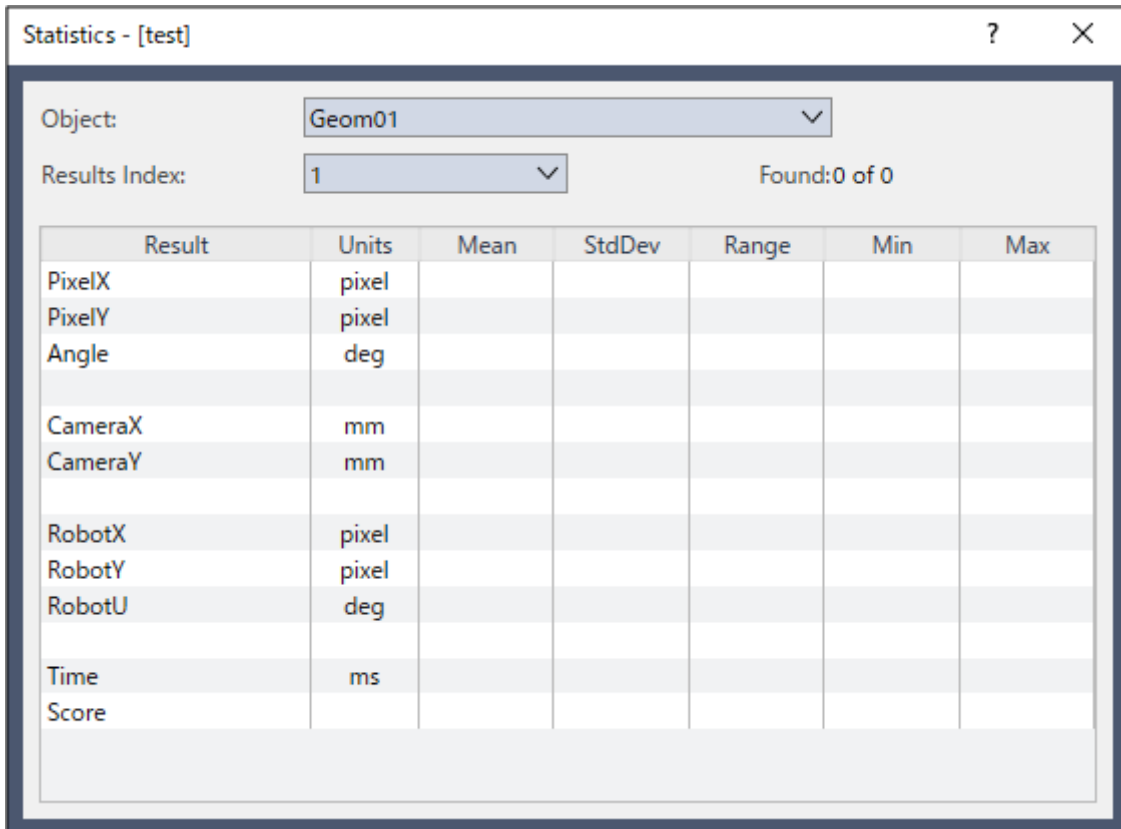 Statistics - [test] ?
Object: Geom01
Results Index: 1 Found:0 of 0
Result Units Mean StdDev Range Min Max
PixelX pixel
PixelY pixel
Angle deg
CameraX mm
CameraY mm
RobotX pixel
RobotY pixel
RobotU deg
Time ms
Score